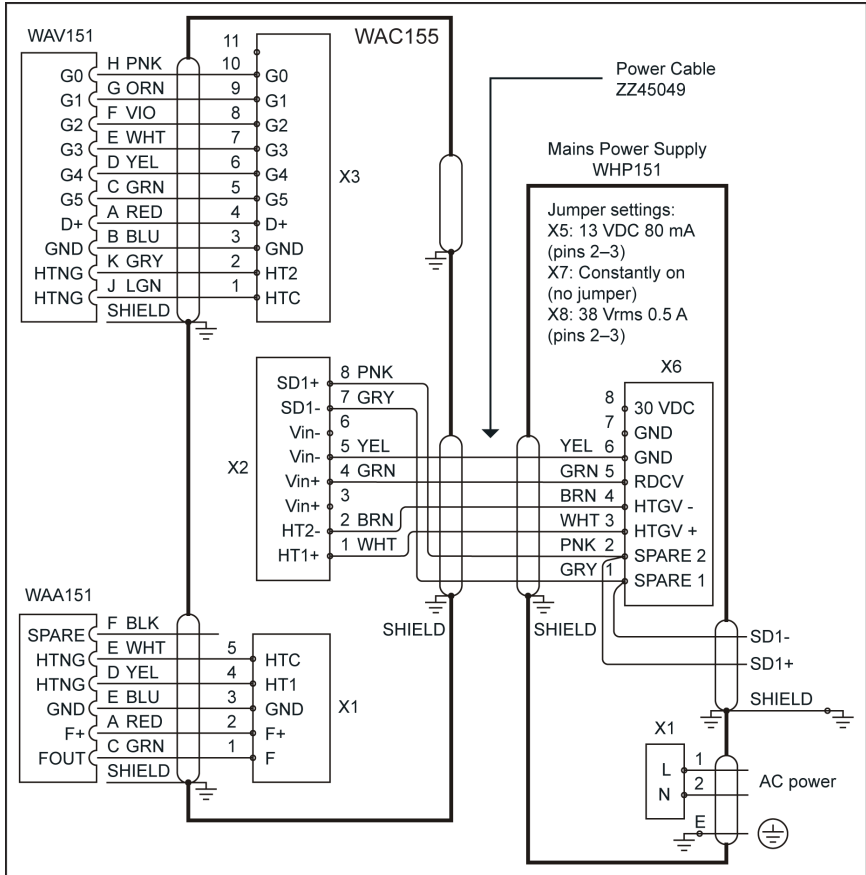 WAV151
WAC155
11
G0 H PNK 10 G0
G1 G ORN 9 G1
G2 F VIO 8 G2
G3 E WHT 7 G3
G4 D YEL 6 G4
G5 C GRN 5 G5
D+ A RED 4 D+
GND B BLU 3 GND
HTNG K GRY 2 HT2
HTNG J LGN 1 HTC
SHIELD
X3
Power Cable
ZZ45049
Mains Power Supply
WHP151
Jumper settings:
X5: 13 VDC 80 mA
(pins 2–3)
X7: Constantly on
(no jumper)
X8: 38 Vrms 0.5 A
(pins 2–3)
X2
SD1+ 8 PNK
SD1- 7 GRY
Vin- 6
Vin- 5 YEL
Vin+ 4 GRN
Vin+ 3
HT2- 2 BRN
HT1+ 1 WHT
X6
8 30 VDC
7 GND
YEL 6 GND
GRN 5 RDCV
BRN 4 HTGV -
WHT 3 HTGV +
PNK 2 SPARE 2
GRY 1 SPARE 1
SHIELD
SHIELD
SD1-
SD1+
SHIELD
WAA151
SPARE F BLK
HTNG E WHT 5 HTC
HTNG D YEL 4 HT1
GND E BLU 3 GND
F+ A RED 2 F+
FOUT C GRN 1 F
SHIELD
X1
X1
L 1
N 2
AC power
E